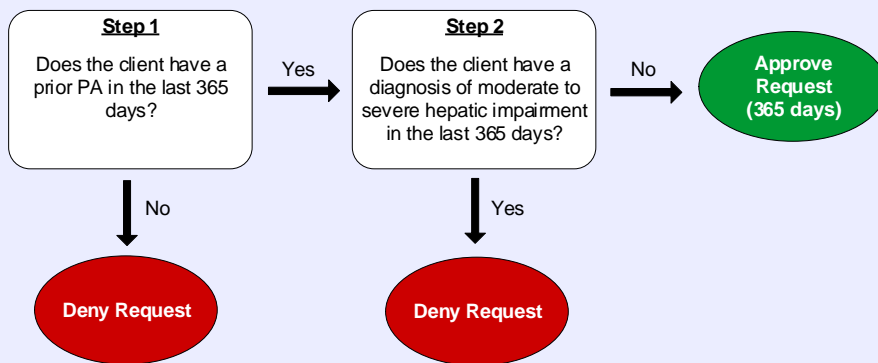 Step 1
Does the client have a
prior PA in the last 365
days?
Yes
Step 2
Does the client have a
diagnosis of moderate to
severe hepatic impairment
in the last 365 days?
No
Approve
Request
(365 days)
No
Yes
Deny Request
Deny Request